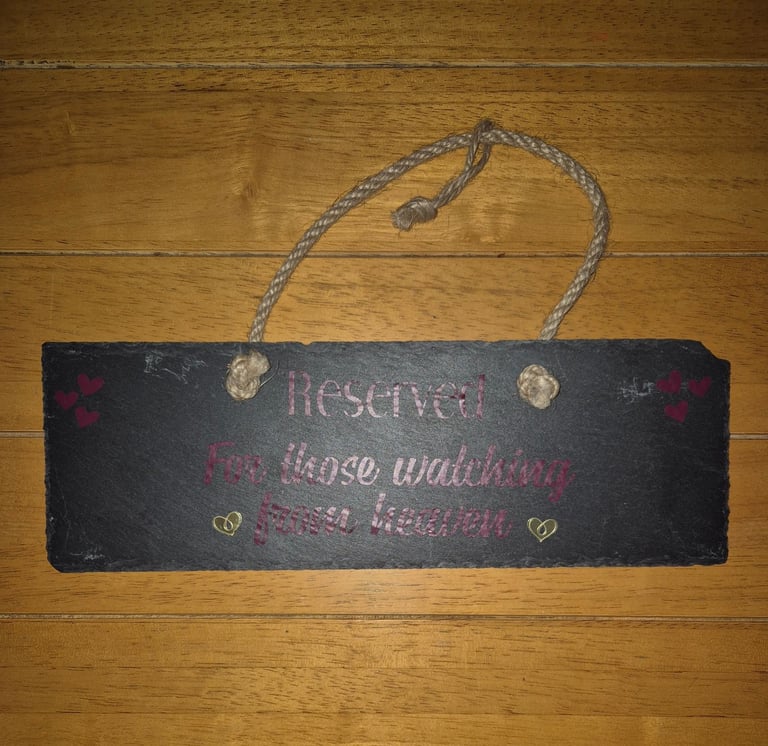 Reserved
For those watching
from heaven